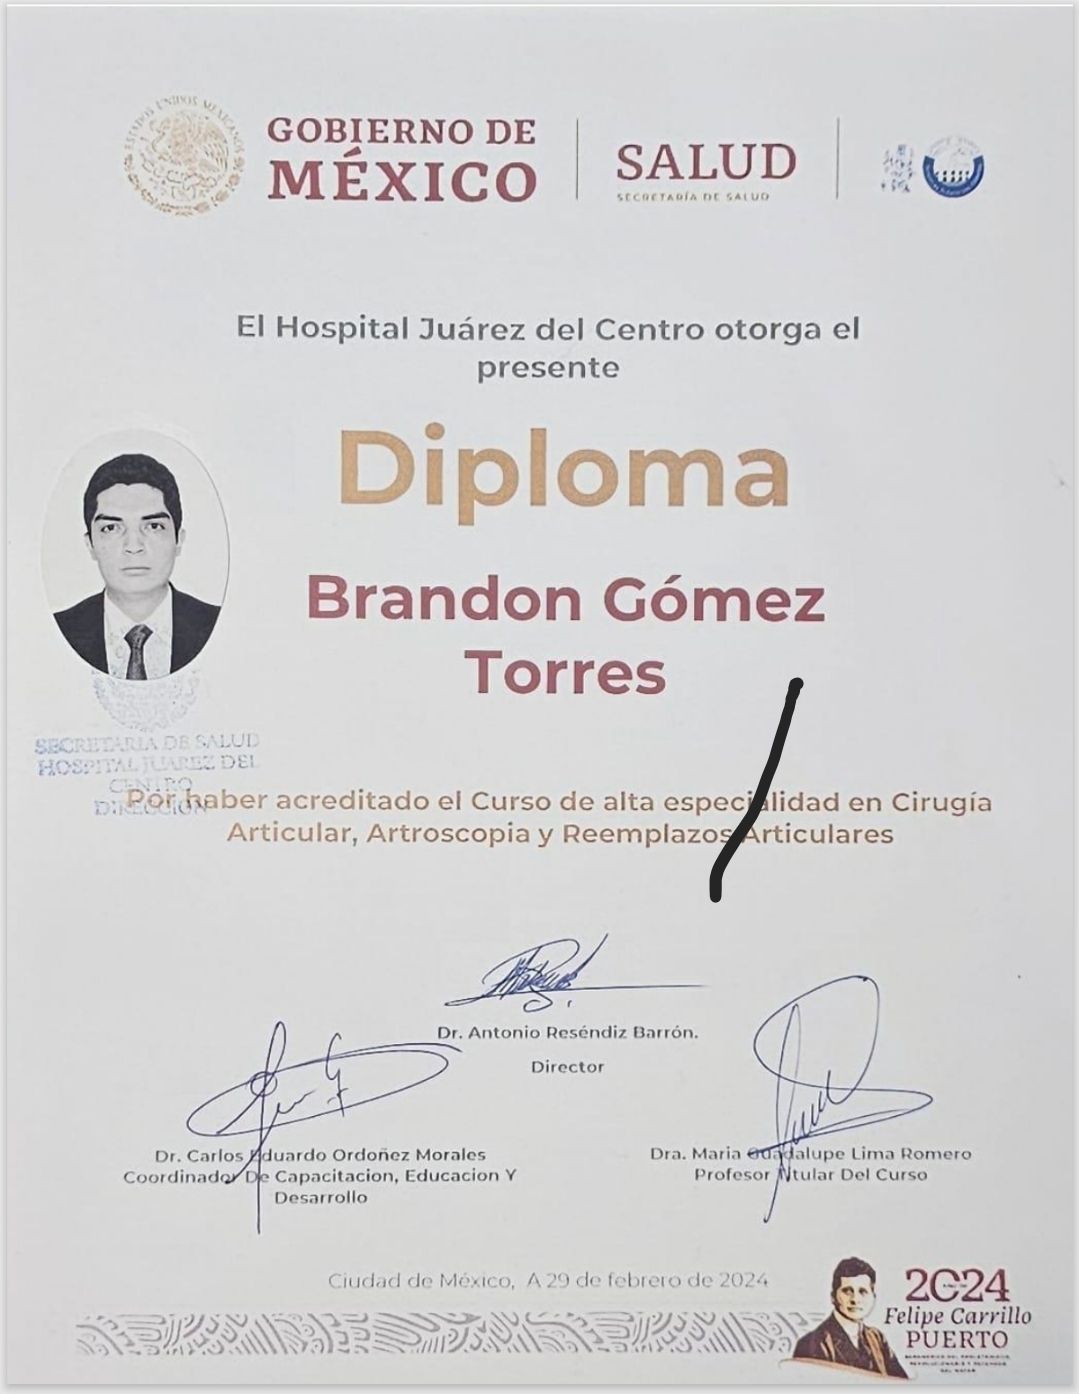 ESTADOS UNIDOS MEXICANOS
GOBIERNO DE
MÉXICO
SALUD
SECRETARÍA DE SALUD
El Hospital Juárez del Centro otorga el
presente
Diploma
Brandon Gómez
Torres
SECRETARIA DE SALUD
HOSPITAL JUAREZ DEL
CENTRO
DIRECCION
Por haber acreditado el Curso de alta especialidad en Cirugía
Articular, Artroscopia y Reemplazos Articulares
Dr. Antonio Reséndiz Barrón.
Director
Dr. Carlos Eduardo Ordoñez Morales
Coordinador De Capacitacion, Educacion Y
Desarrollo
Dra. Maria Guadalupe Lima Romero
Profesor Titular Del Curso
Ciudad de México, A 29 de febrero de 2024
2024
Felipe Carrillo
PUERTO